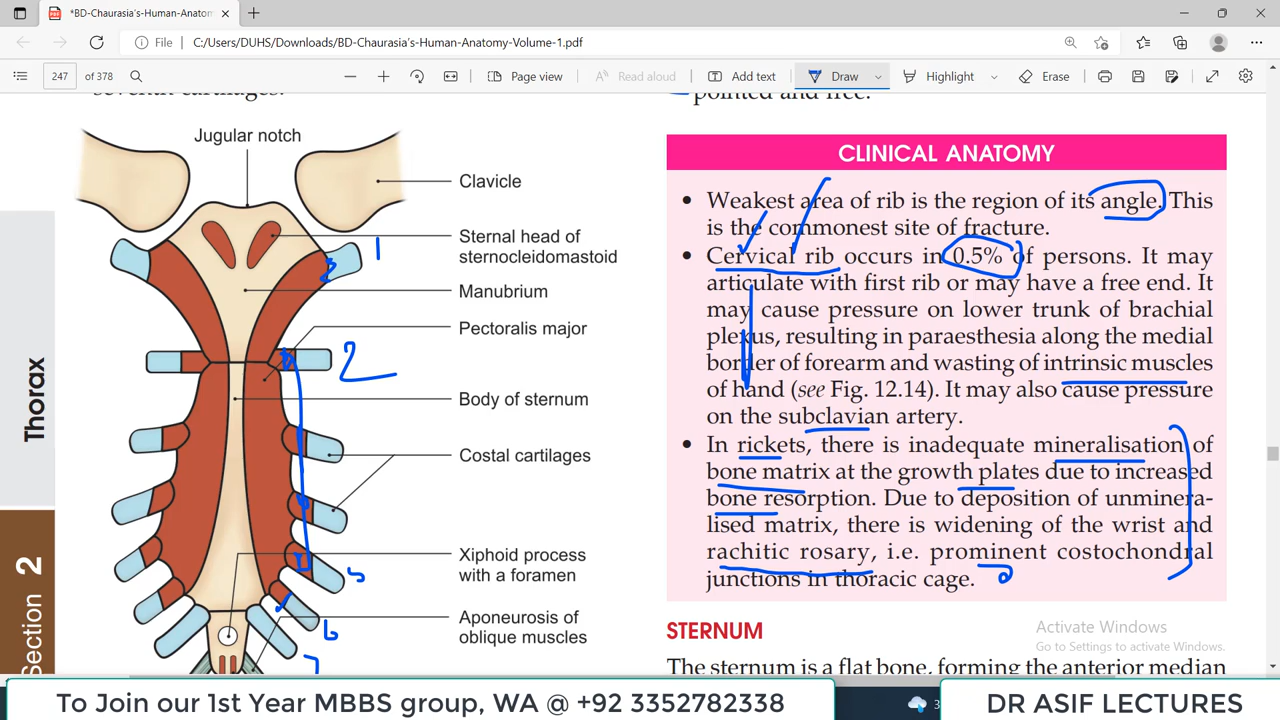 *BD-Chaurasia's-Human-Anatom
File
C:/Users/DUHS/Downloads/BD-Chaurasia's-Human-Anatomy-Volume-1.pdf
247 of 378
Page view
Read aloud
Add text
Draw
Highlight
Erase
seventh cartilages.
Jugular notch
Clavicle
Sternal head of
sternocleidomastoid
Manubrium
Pectoralis major
Body of sternum
Costal cartilages
Xiphoid process
with a foramen
Aponeurosis of
oblique muscles
1
2
5
6
7
Thorax
Section 2
pointed and free.
CLINICAL ANATOMY
• Weakest area of rib is the region of its angle. This
is the commonest site of fracture.
• Cervical rib occurs in 0.5% of persons. It may
articulate with first rib or may have a free end. It
may cause pressure on lower trunk of brachial
plexus, resulting in paraesthesia along the medial
border of forearm and wasting of intrinsic muscles
of hand (see Fig. 12.14). It may also cause pressure
on the subclavian artery.
• In rickets, there is inadequate mineralisation of
bone matrix at the growth plates due to increased
bone resorption. Due to deposition of unminera-
lised matrix, there is widening of the wrist and
rachitic rosary, i.e. prominent costochondral
junctions in thoracic cage.
STERNUM
The sternum is a flat bone, forming the anterior median
Activate Windows
Go to Settings to activate Windows.
To Join our 1st Year MBBS group, WA @ +92 3352782338
DR ASIF LECTURES